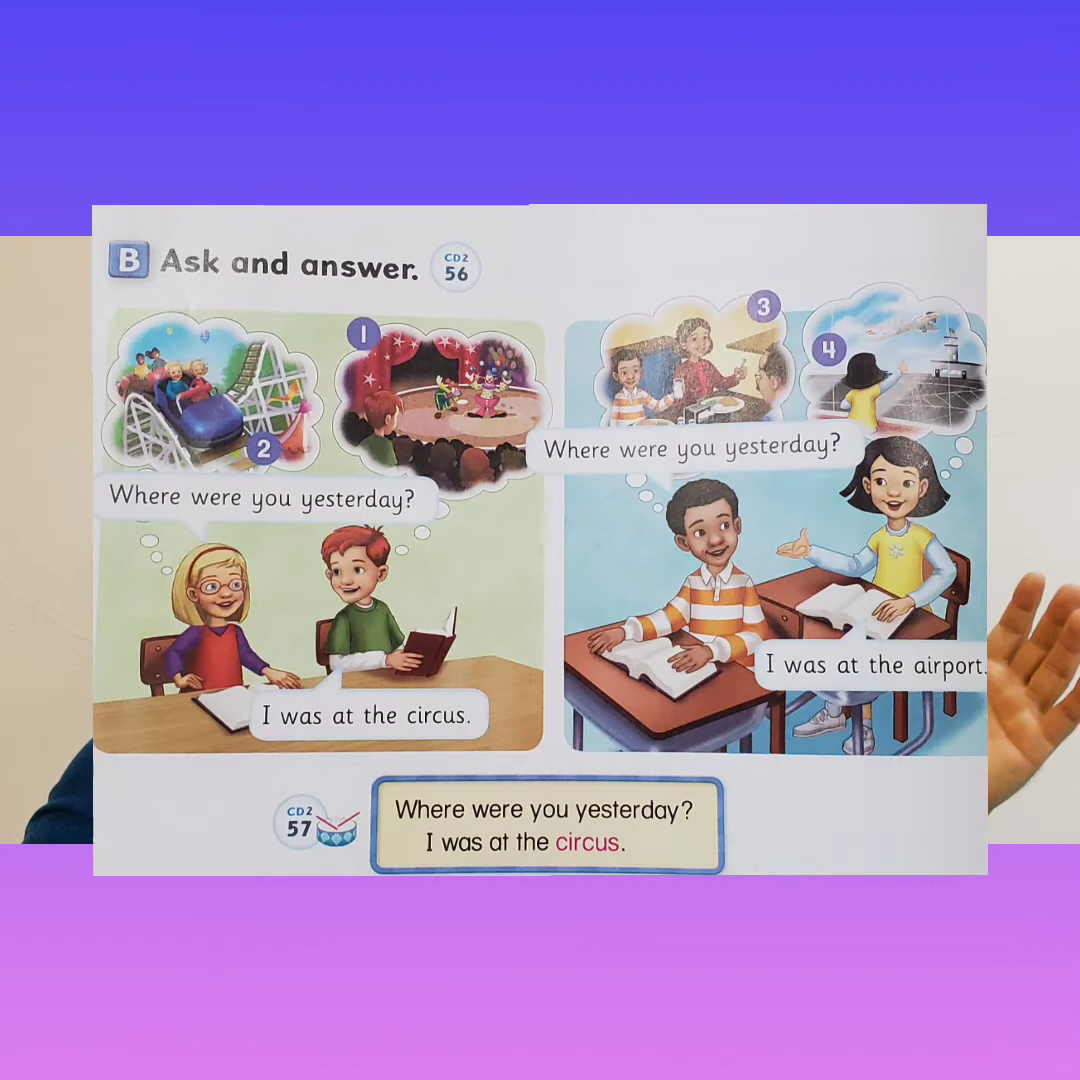 B Ask and answer. CD2 56
1
2
3
4
Where were you yesterday?
I was at the circus.
Where were you yesterday?
I was at the airport.
CD2 57
Where were you yesterday?
I was at the circus.